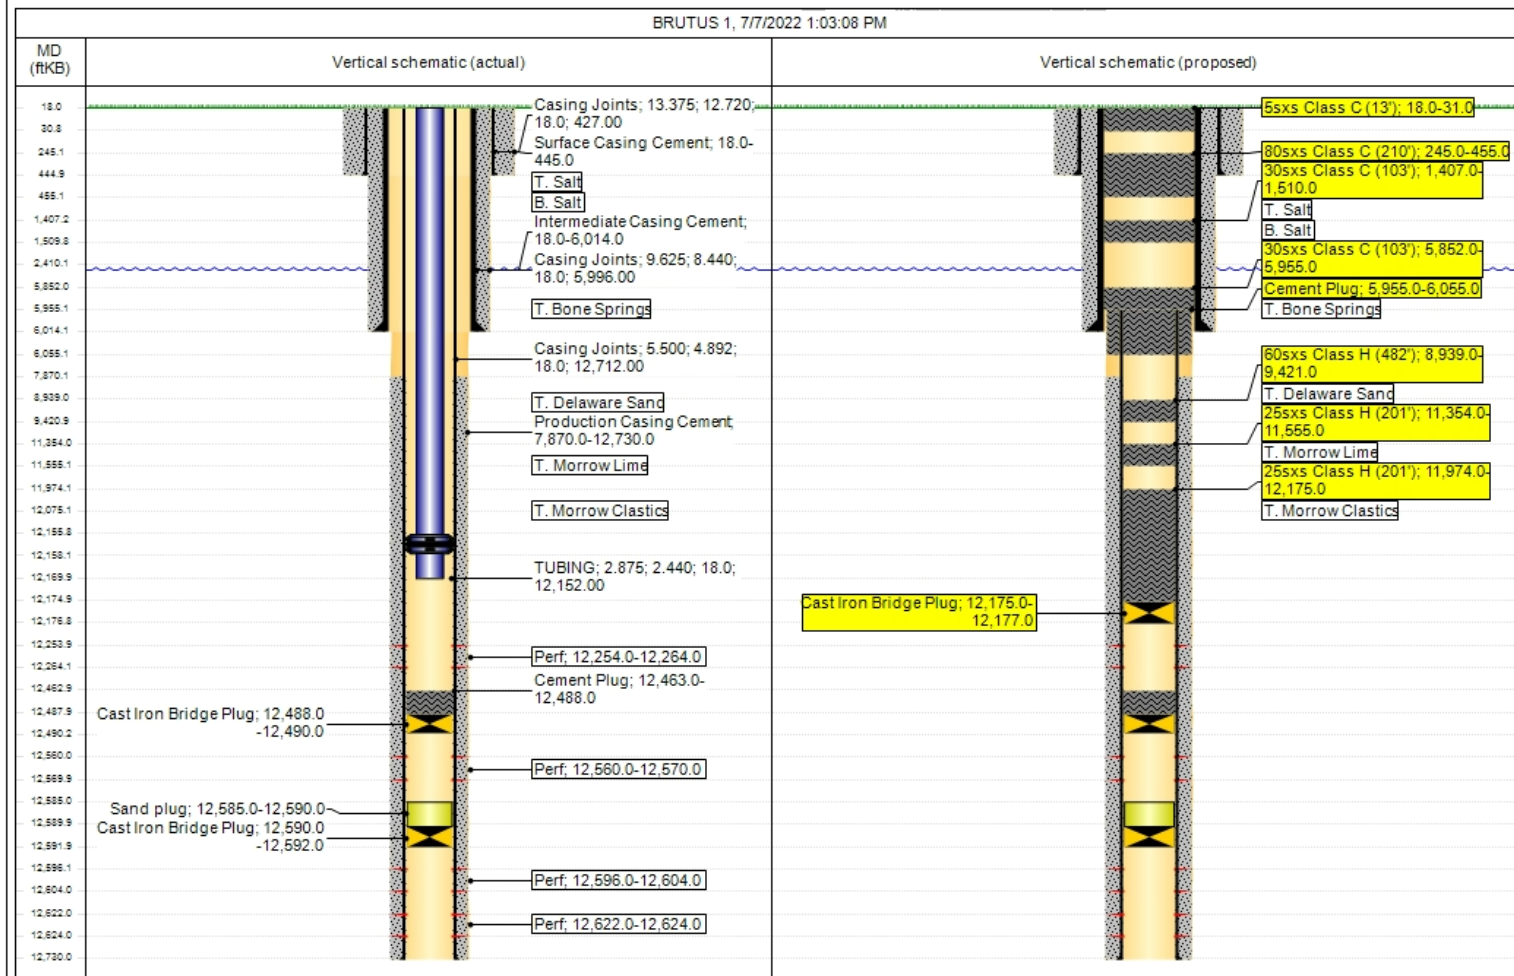 BRUTUS 1, 7/7/2022 1:03:08 PM
MD
(ftKB)
Vertical schematic (actual)
Vertical schematic (proposed)
18.0
30.8
245.1
444.9
455.1
1,407.2
1,509.8
2,410.1
5,852.0
5,955.1
6,014.1
6,055.1
7,870.1
8,939.0
9,420.9
11,354.0
11,555.1
11,974.1
12,075.1
12,155.8
12,158.1
12,169.9
12,174.9
12,176.8
12,253.9
12,264.1
12,462.9
12,487.9
12,490.2
12,560.0
12,569.9
12,585.0
12,589.9
12,591.9
12,596.1
12,604.0
12,622.0
12,624.0
12,730.0
Casing Joints; 13.375; 12.720;
18.0; 427.00
Surface Casing Cement; 18.0-
445.0
T. Salt
B. Salt
Intermediate Casing Cement;
18.0-6,014.0
Casing Joints; 9.625; 8.440;
18.0; 5,996.00
T. Bone Springs
Casing Joints; 5.500; 4.892;
18.0; 12,712.00
T. Delaware Sand
Production Casing Cement;
7,870.0-12,730.0
T. Morrow Lime
T. Morrow Clastics
TUBING; 2.875; 2.440; 18.0;
12,152.00
Perf; 12,254.0-12,264.0
Cement Plug; 12,463.0-
12,488.0
Cast Iron Bridge Plug; 12,488.0
-12,490.0
Perf; 12,560.0-12,570.0
Sand plug; 12,585.0-12,590.0
Cast Iron Bridge Plug; 12,590.0
-12,592.0
Perf; 12,596.0-12,604.0
Perf; 12,622.0-12,624.0
5sxs Class C (13'); 18.0-31.0
80sxs Class C (210'); 245.0-455.0
30sxs Class C (103'); 1,407.0-
1,510.0
T. Salt
B. Salt
30sxs Class C (103'); 5,852.0-
5,955.0
Cement Plug; 5,955.0-6,055.0
T. Bone Springs
60sxs Class H (482'); 8,939.0-
9,421.0
T. Delaware Sand
25sxs Class H (201'); 11,354.0-
11,555.0
T. Morrow Lime
25sxs Class H (201'); 11,974.0-
12,175.0
T. Morrow Clastics
Cast Iron Bridge Plug; 12,175.0-
12,177.0